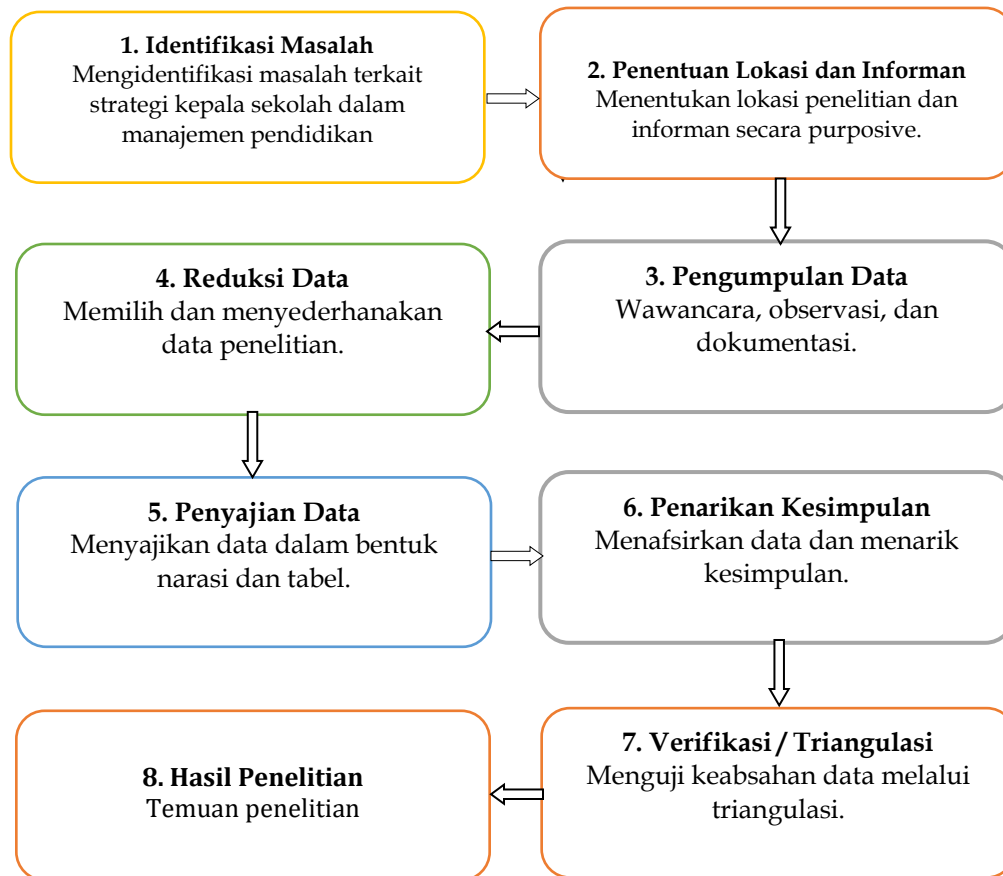 1. Identifikasi Masalah
Mengidentifikasi masalah terkait
strategi kepala sekolah dalam
manajemen pendidikan
2. Penentuan Lokasi dan Informan
Menentukan lokasi penelitian dan
informan secara purposive.
3. Pengumpulan Data
Wawancara, observasi, dan
dokumentasi.
4. Reduksi Data
Memilih dan menyederhanakan
data penelitian.
5. Penyajian Data
Menyajikan data dalam bentuk
narasi dan tabel.
6. Penarikan Kesimpulan
Menafsirkan data dan menarik
kesimpulan.
7. Verifikasi / Triangulasi
Menguji keabsahan data melalui
triangulasi.
8. Hasil Penelitian
Temuan penelitian